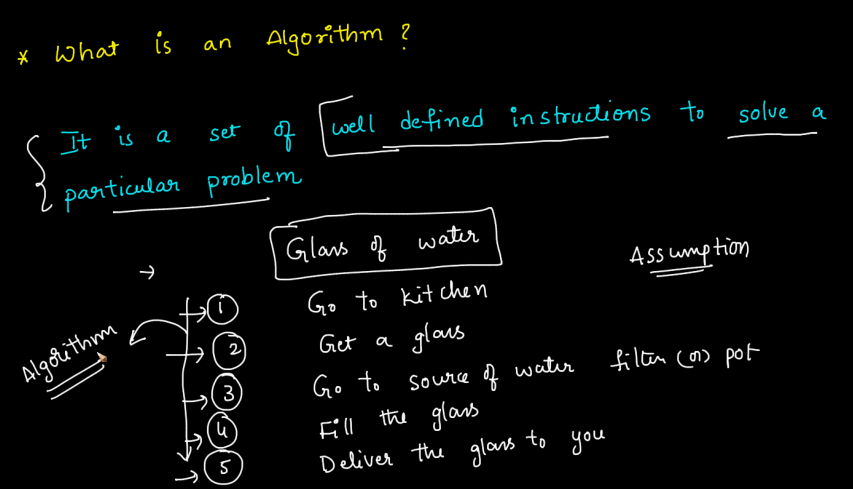 * What is an Algorithm ?
It is a set of well defined instructions to solve a
particular problem
Glass of water
Assumption
→ 
Algorithm
1 Go to kitchen
2 Get a glass
3 Go to source of water filter (or) pot
4 Fill the glass
5 Deliver the glass to you